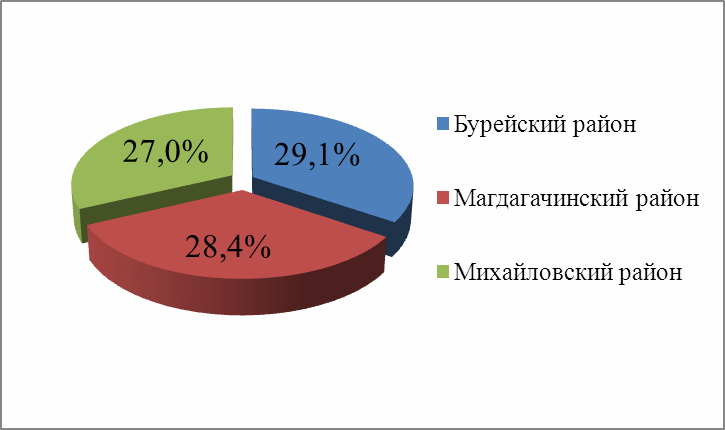 27,0%
29,1%
28,4%
Бурейский район
Магдагачинский район
Михайловский район